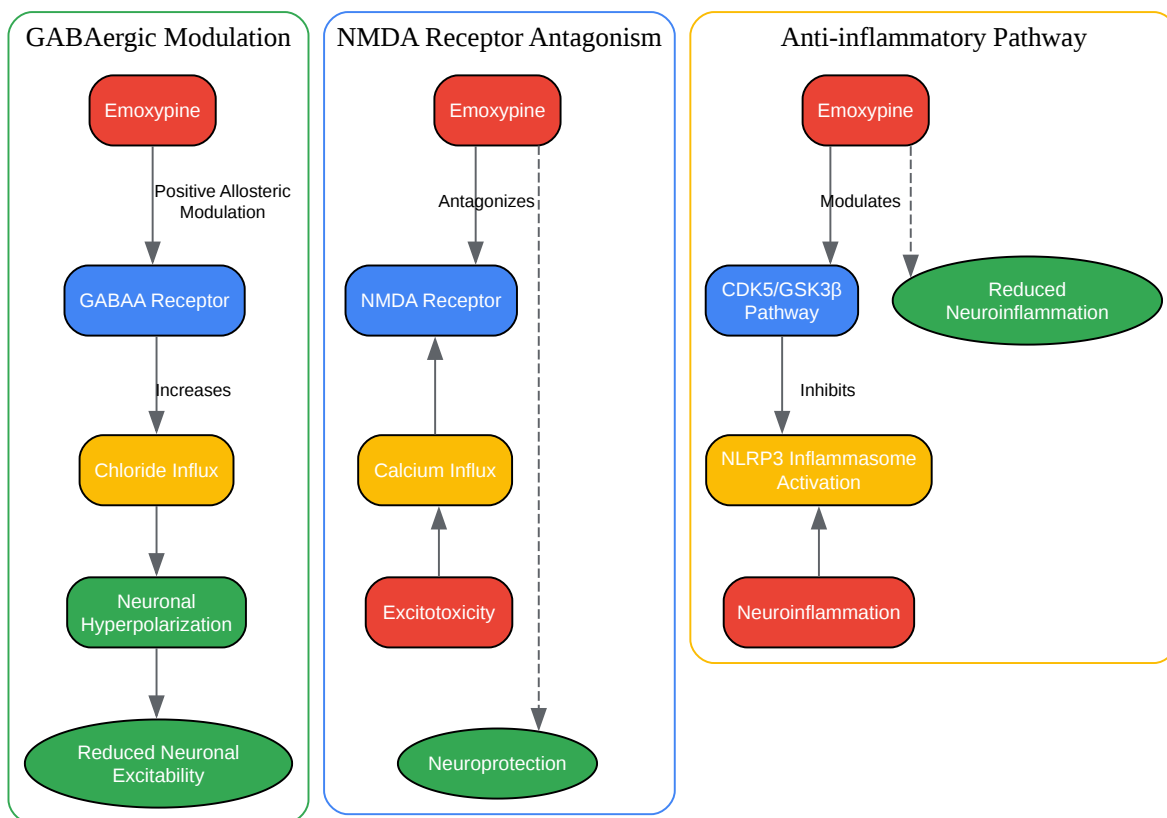 GABAergic Modulation
Emoxypine
Positive Allosteric
Modulation
GABAA Receptor
Increases
Chloride Influx
Neuronal
Hyperpolarization
Reduced Neuronal
Excitability
NMDA Receptor Antagonism
Emoxypine
Antagonizes
NMDA Receptor
Calcium Influx
Excitotoxicity
Neuroprotection
Anti-inflammatory Pathway
Emoxypine
Modulates
CDK5/GSK3β
Pathway
Reduced
Neuroinflammation
Inhibits
NLRP3 Inflammasome
Activation
Neuroinflammation